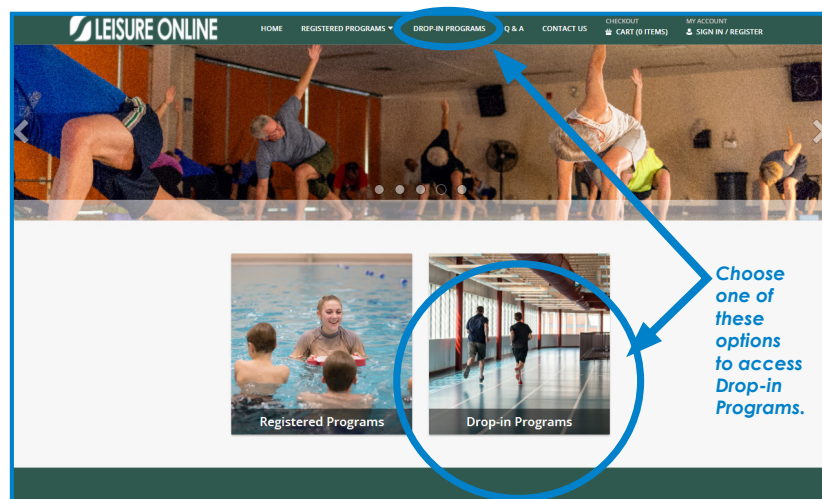 LEISURE ONLINE
HOME REGISTERED PROGRAMS DROP-IN PROGRAMS Q & A CONTACT US CHECKOUT CART (0 ITEMS) MY ACCOUNT SIGN IN / REGISTER
Choose
one of
these
options
to access
Drop-in
Programs.
Registered Programs
Drop-in Programs